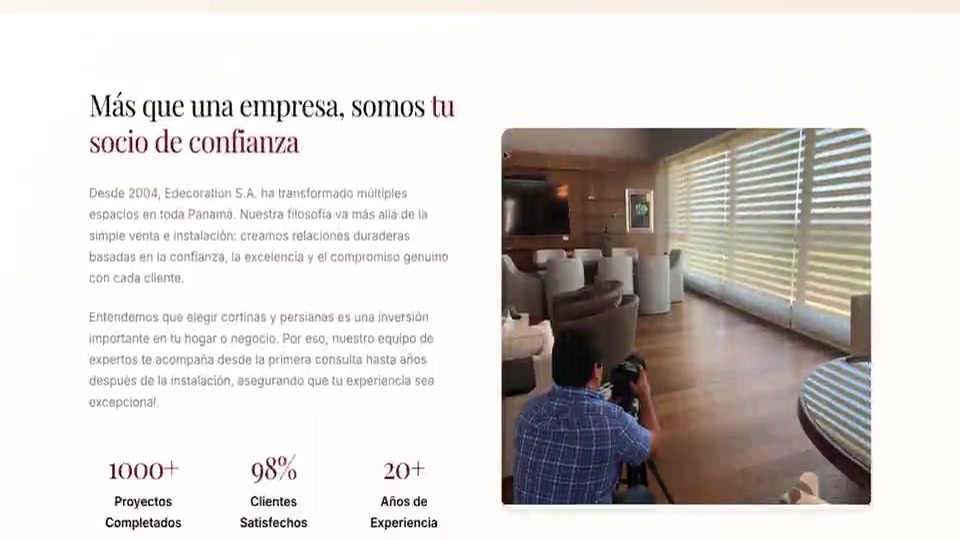 Más que una empresa, somos tu
socio de confianza
Desde 2004, Edecoration S.A. ha transformado múltiples
espacios en toda Panamá. Nuestra filosofía va más allá de la
simple venta e instalación: creamos relaciones duraderas
basadas en la confianza, la excelencia y el compromiso genuino
con cada cliente.
Entendemos que elegir cortinas y persianas es una inversión
importante en tu hogar o negocio. Por eso, nuestro equipo de
expertos te acompaña desde la primera consulta hasta años
después de la instalación, asegurando que tu experiencia sea
excepcional.
1000+ 98% 20+
Proyectos Clientes Años de
Completados Satisfechos Experiencia